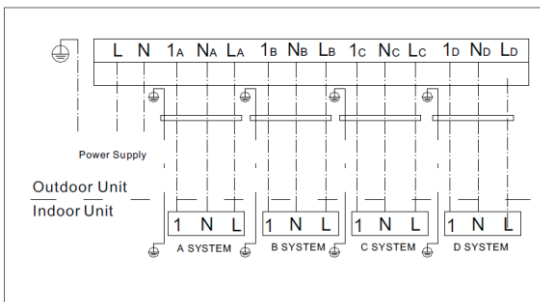 L N 1A NA LA 1B NB LB 1C NC LC 1D ND LD
Power Supply
Outdoor Unit
Indoor Unit
1 N L 1 N L 1 N L 1 N L
A SYSTEM B SYSTEM C SYSTEM D SYSTEM